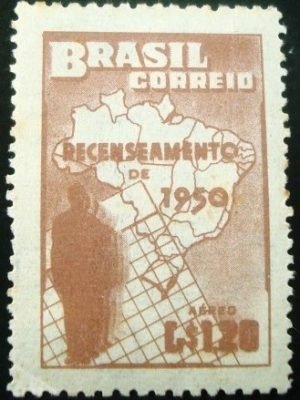 BRASIL
CORREIO
RECENSEAMENTO
DE
1950
AÉREO
Cr$1,20